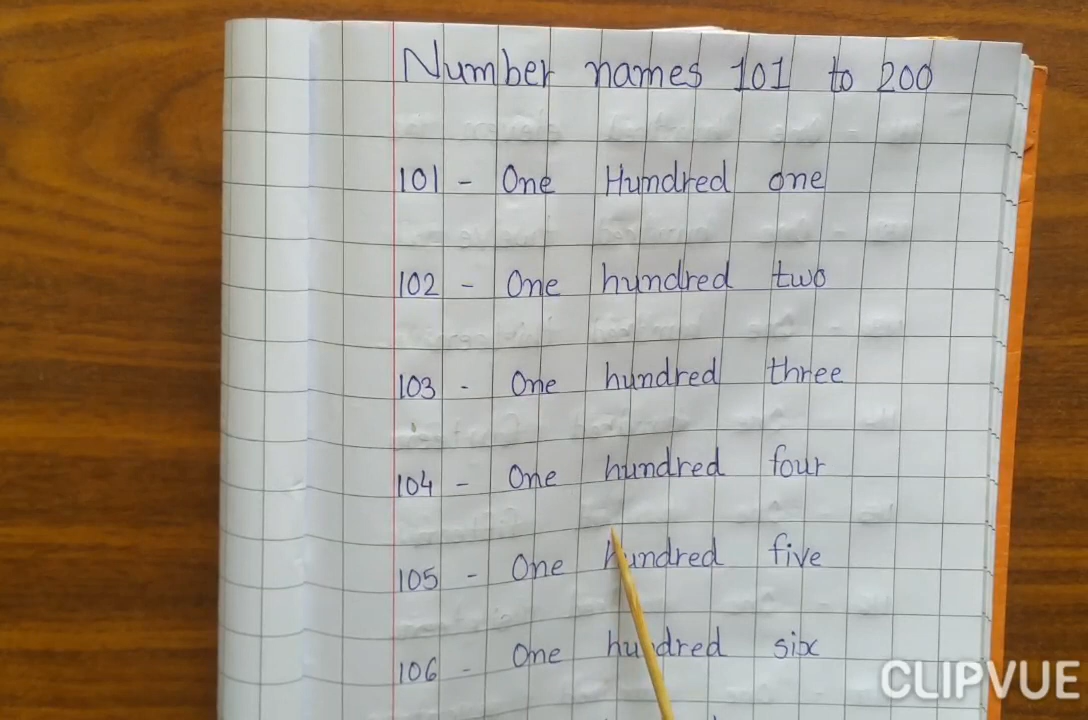 Number names 101 to 200
101 - One Hundred one
102 - One hundred two
103 - One hundred three
104 - One hundred four
105 - One hundred five
106 - One hundred six
CLIPVUE